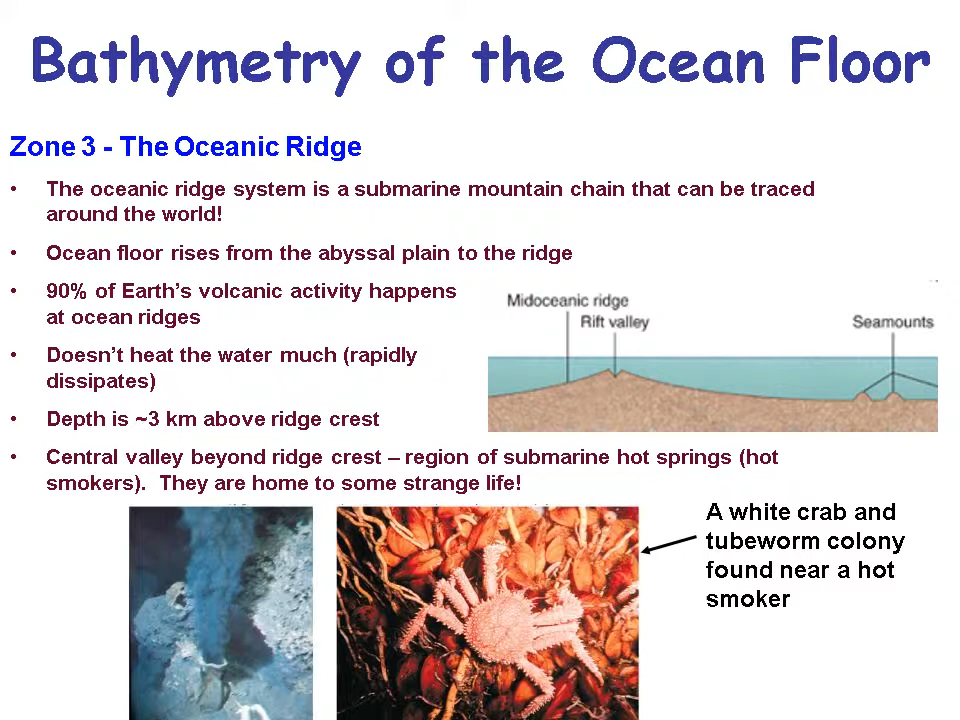 Bathymetry of the Ocean Floor
Zone 3 - The Oceanic Ridge
• The oceanic ridge system is a submarine mountain chain that can be traced
around the world!
• Ocean floor rises from the abyssal plain to the ridge
• 90% of Earth's volcanic activity happens
at ocean ridges
• Doesn't heat the water much (rapidly
dissipates)
• Depth is ~3 km above ridge crest
• Central valley beyond ridge crest – region of submarine hot springs (hot
smokers).  They are home to some strange life!
Midoceanic ridge
Rift valley
Seamounts
A white crab and
tubeworm colony
found near a hot
smoker